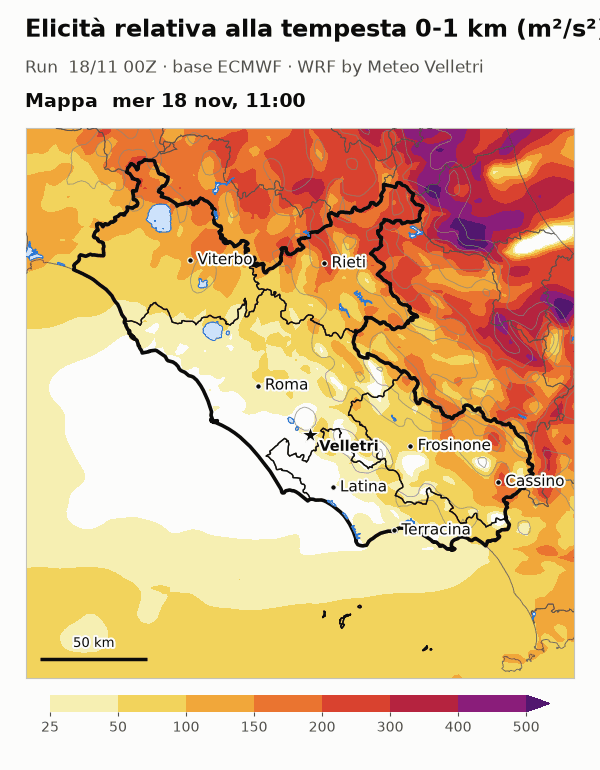 Elicità relativa alla tempesta 0-1 km (m²/s²)
Run 18/11 00Z · base ECMWF · WRF by Meteo Velletri
Mappa mer 18 nov, 11:00
Viterbo
Rieti
Roma
Velletri
Frosinone
Cassino
Latina
Terracina
50 km
25 50 100 150 200 300 400 500